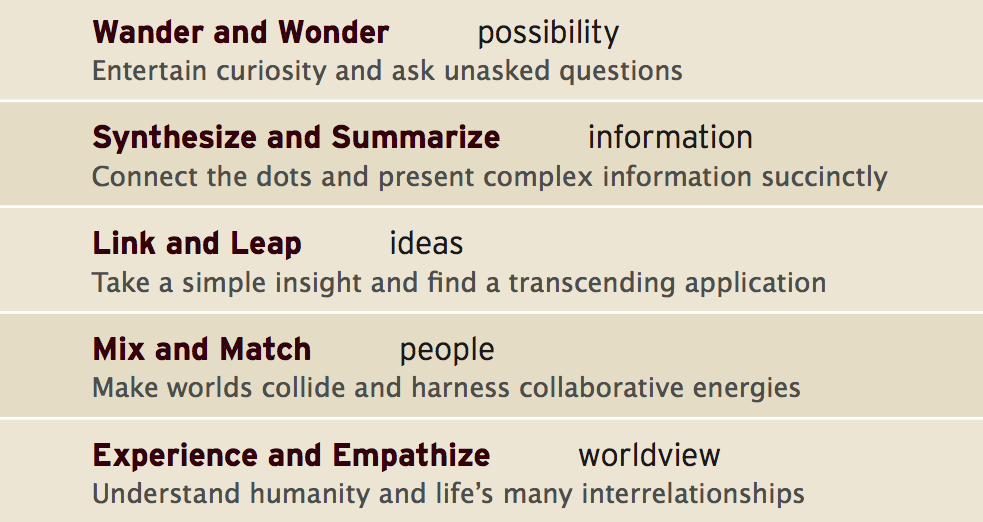 Wander and Wonder possibility
Entertain curiosity and ask unasked questions
Synthesize and Summarize information
Connect the dots and present complex information succinctly
Link and Leap ideas
Take a simple insight and find a transcending application
Mix and Match people
Make worlds collide and harness collaborative energies
Experience and Empathize worldview
Understand humanity and life’s many interrelationships